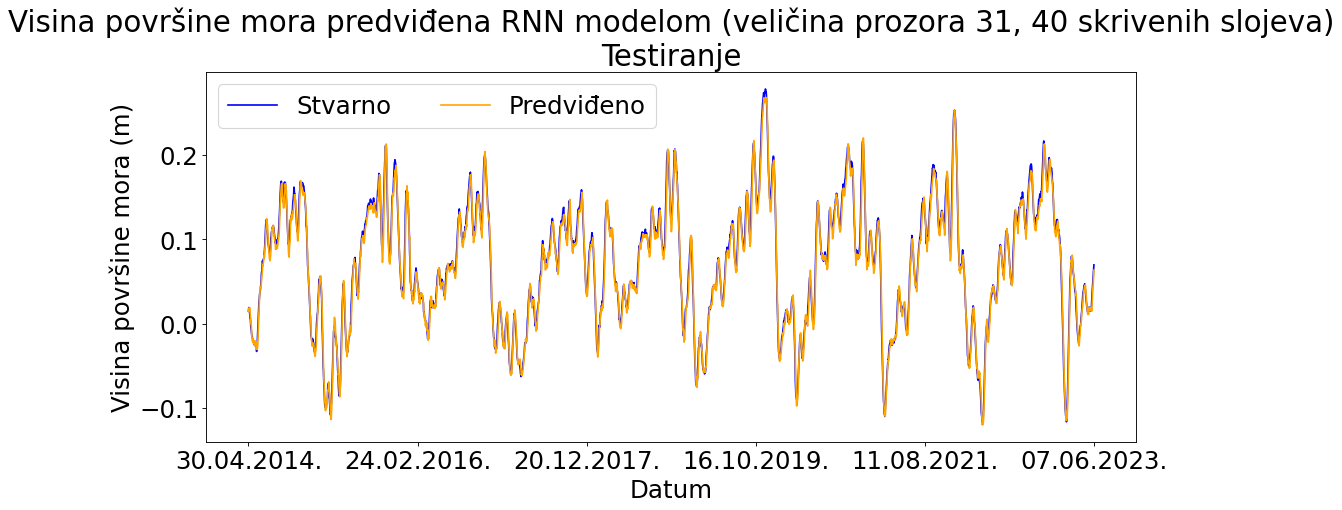 Visina površine mora predviđena RNN modelom (veličina prozora 31, 40 skrivenih slojeva)
Testiranje
Stvarno
Predviđeno
Visina površine mora (m)
0.2
0.1
0.0
−0.1
30.04.2014.
24.02.2016.
20.12.2017.
16.10.2019.
11.08.2021.
07.06.2023.
Datum